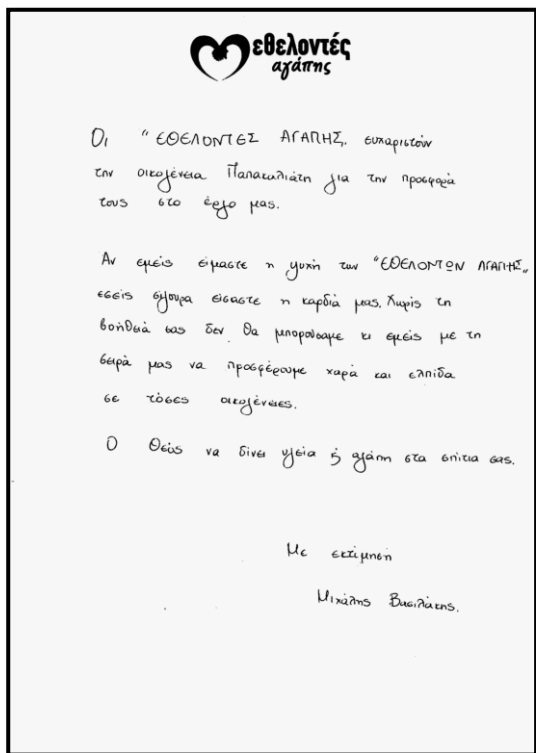 εθελοντές
αγάπης
Οι "ΕΘΕΛΟΝΤΕΣ ΑΓΑΠΗΣ, ευχαριστούν
την οικογένεια Παπακαλιάτη για την προσφορά
τους στο έργο μας.
Αν εμείς είμαστε η ψυχή των "ΕΘΕΛΟΝΤΩΝ ΑΓΑΠΗΣ„
εσείς σίγουρα είσαστε η καρδιά μας. Χωρίς τη
βοήθειά σας δεν θα μπορούσαμε κι εμείς με τη
σειρά μας να προσφέρουμε χαρά και ελπίδα
σε τόσες οικογένειες.
Ο Θεός να δίνει υγεία & αγάπη στα σπίτια σας.
Με εκτίμηση
Μιχάλης Βασιλάκης.